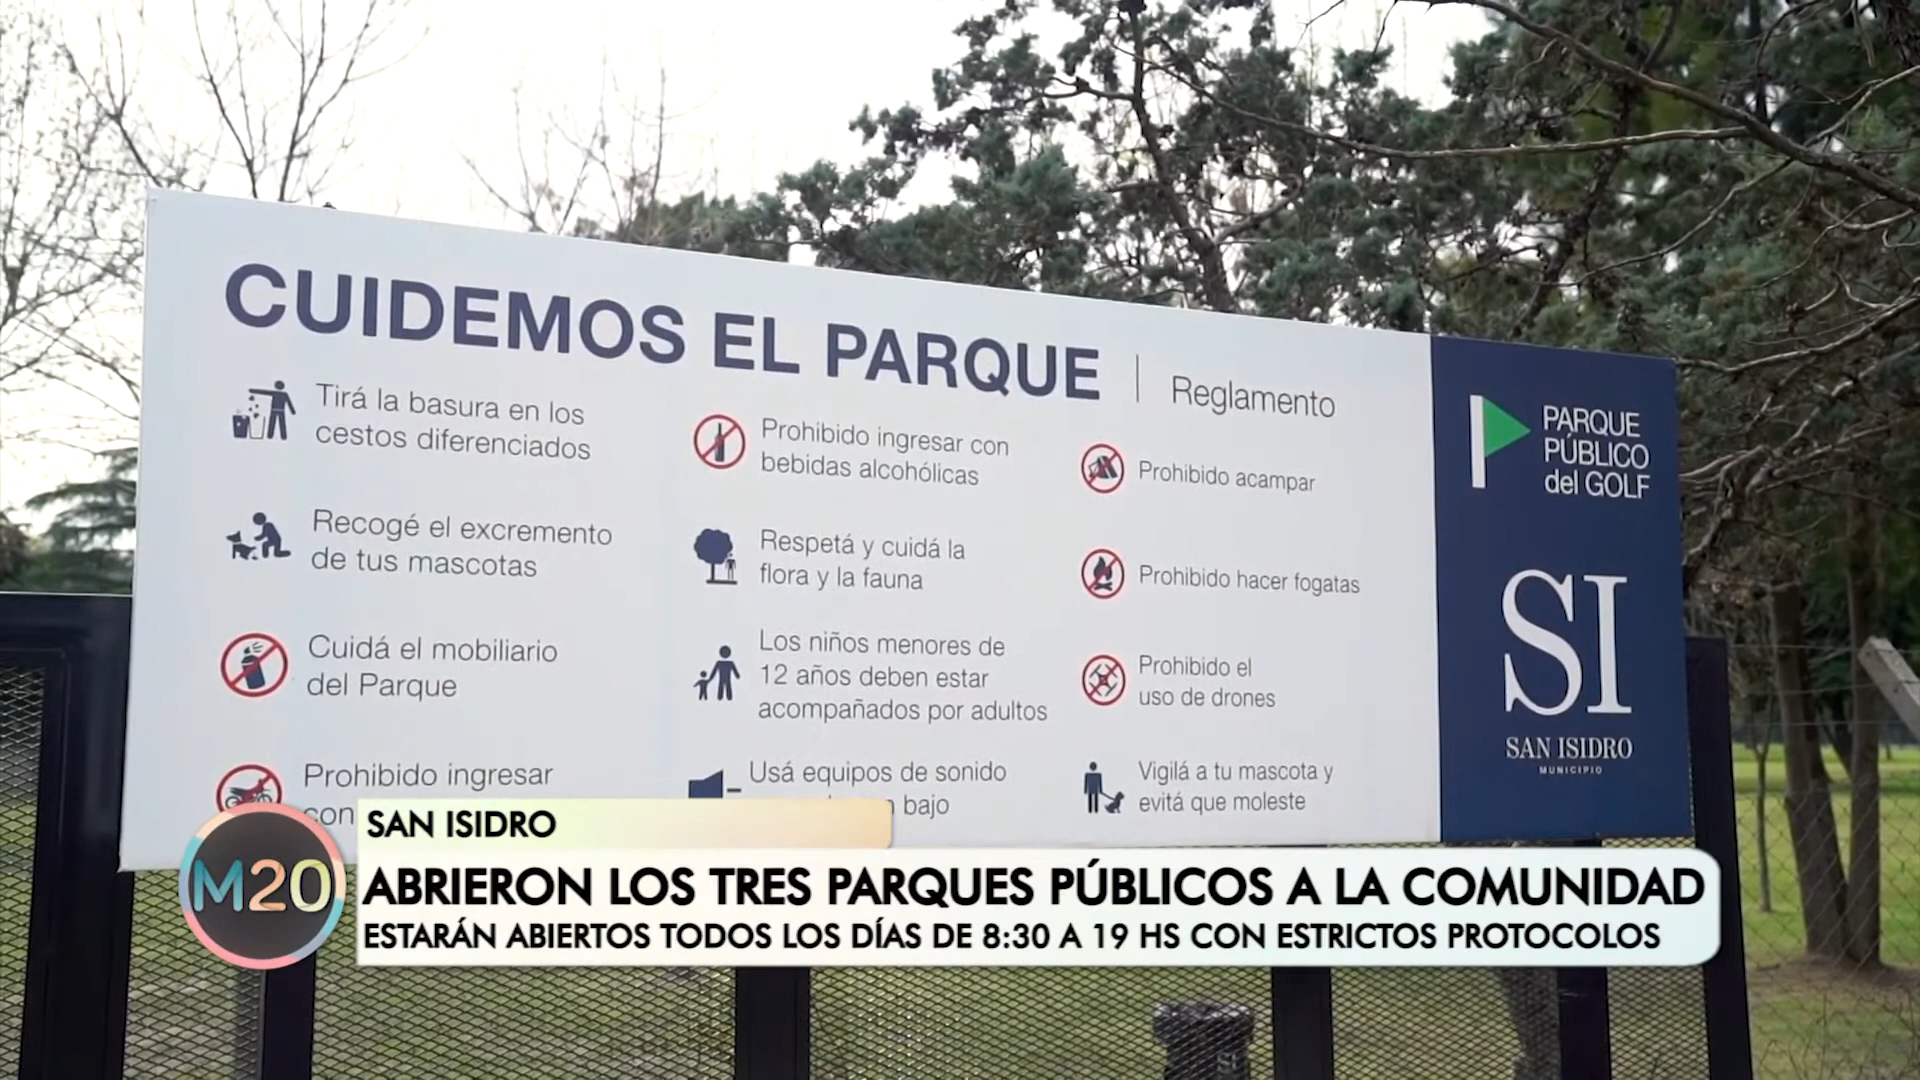 CUIDEMOS EL PARQUE | Reglamento
Tirá la basura en los
cestos diferenciados
Recogé el excremento
de tus mascotas
Cuidá el mobiliario
del Parque
Prohibido ingresar
con
Prohibido ingresar con
bebidas alcohólicas
Respetá y cuidá la
flora y la fauna
Los niños menores de
12 años deben estar
acompañados por adultos
Usá equipos de sonido
bajo
Prohibido acampar
Prohibido hacer fogatas
Prohibido el
uso de drones
Vigilá a tu mascota y
evitá que moleste
PARQUE
PÚBLICO
del GOLF
SI
SAN ISIDRO
MUNICIPIO
M20
SAN ISIDRO
ABRIERON LOS TRES PARQUES PÚBLICOS A LA COMUNIDAD
ESTARÁN ABIERTOS TODOS LOS DÍAS DE 8:30 A 19 HS CON ESTRICTOS PROTOCOLOS
SI